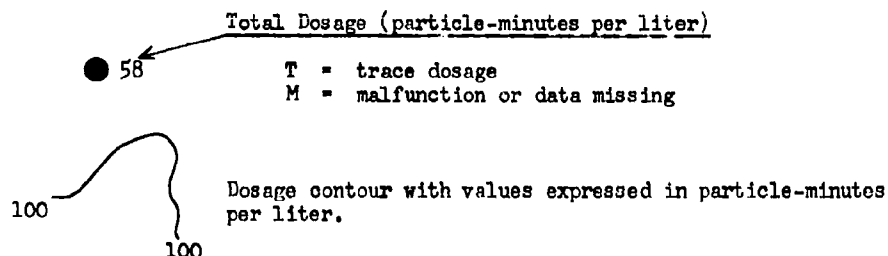 Total Dosage (particle-minutes per liter)
58
T = trace dosage
M = malfunction or data missing
Dosage contour with values expressed in particle-minutes
100
per liter.
100